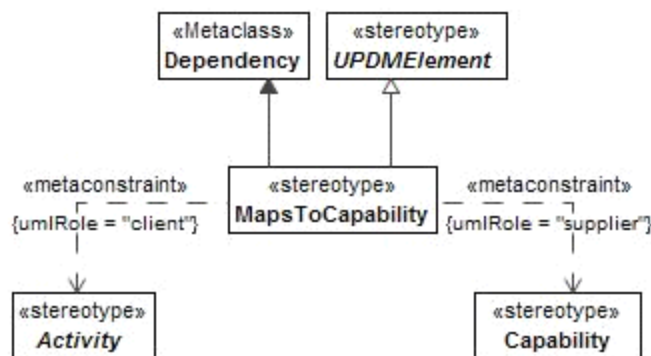 «Metaclass»
Dependency
«stereotype»
UPDMElement
«metaconstraint»
{umlRole = "client"}
«stereotype»
MapsToCapability
«metaconstraint»
{umlRole = "supplier"}
«stereotype»
Activity
«stereotype»
Capability